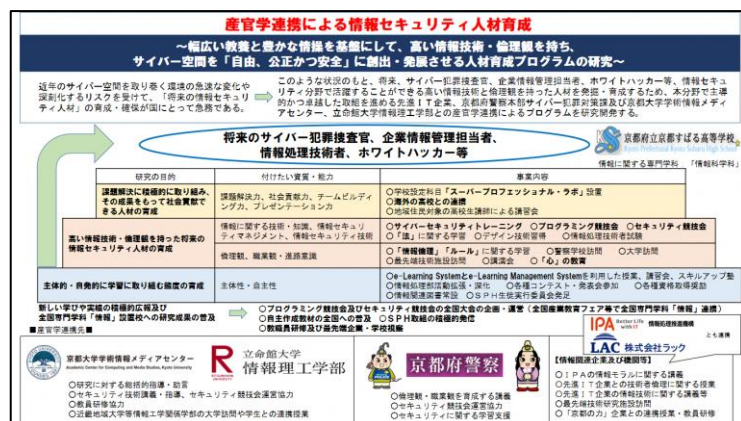 産官学連携による情報セキュリティ人材育成
～幅広い教養と豊かな情操を基盤にして、高い情報技術・倫理観を持ち、
サイバー空間を「自由、公正かつ安全」に創出・発展させる人材育成プログラムの研究～
近年のサイバー空間を取り巻く環境の急速な変化や
深刻化するリスクを受けて、「将来の情報セキュリ
ティ人材」の育成・確保が国にとって急務である。
このような状況のもと、将来、サイバー犯罪捜査官、企業情報管理担当者、ホワイトハッカー等、情報セキュ
リティ分野で活躍することができる情報技術と倫理観を持った人材を発掘・育成するため、本分野で主導
的かつ卓越した取組を進める先進ＩＴ企業、京都府警察本部サイバー犯罪対策課及び京都大学学術情報メディ
アセンター、立命館大学情報理工学部との産官学連携によるプログラムを研究開発する。
将来のサイバー犯罪捜査官、企業情報管理担当者、
情報処理技術者、ホワイトハッカー等
京都府立京都すばる高等学校
Kyoto Prefectural Kyoto Subaru High School
情報に関する専門学科 「情報科学科」
研究の目的 付けたい資質・能力 事業内容
課題解決に積極的に取り組み、
その成果をもって社会貢献で
きる人材の育成
課題解決力、社会貢献力、チームビルディ
ング力、プレゼンテーション力
○学校設定科目「スーパープロフェッショナル・ラボ」設置
○海外の高校との連携
○地域住民対象の高校生講師による講習会
高い情報技術・倫理観を持った将来の
情報セキュリティ人材の育成
情報に関する技術・知識、情報セキュリ
ティマネジメント、情報セキュリティ技術
○サイバーセキュリティトレーニング ○プログラミング競技会 ○セキュリティ競技会
○「法」に関する学習 ○デザイン技術習得 ○情報処理技術者試験
倫理観、職業観・進路意識
○「情報倫理」「ルール」に関する学習 ○警察学校訪問 ○大学訪問
○最先端技術施設訪問 ○講演会 ○「心」の教育
主体的・自発的に学習に取り組む態度の育成
主体性・自主性
○e-Learning Systemとe-Learning Management Systemを利用した授業、講習会、スキルアップ塾
○情報処理部活動拡張・深化 ○各種コンテスト・発表会参加 ○各種資格取得奨励
○情報関連図書常設 ○ＳＰＨ生徒実行委員会発足
新しい学びや実績の積極的広報及び
全国専門学科「情報」設置校への研究成果の普及
○プログラミング競技会及びセキュリティ競技会の全国大会の企画・運営（全国産業教育フェア等で全国専門学科「情報」連携）
○自主作成教材の全国への普及 ○ＳＰＨ取組の積極的発信
○教職員研修及び最先端企業・学校視察
■産官学連携先■
IPA Better Life with IT 情報処理推進機構
LAC 株式会社ラック
とも連携
京都大学学術情報メディアセンター
Academic Center for Computing and Media Studies, Kyoto University
○研究に対する総括的指導・助言
○セキュリティ技術講義・指導、セキュリティ競技会運営協力
○教員研修協力
○近畿地域大学等情報工学関係学部の大学訪問や学生との連携授業
R 立命館大学
情報理工学部
京都府警察
○倫理観・職業観を育成する講義
○セキュリティ競技会運営協力
○セキュリティに関する学習支援
【情報関連企業及び機関等】
○ＩＰＡの情報モラルに関する講義
○先進ＩＴ企業との技術者倫理に関する授業
○先進ＩＴ企業の情報技術に関する講義等
○最先端技術研究施設訪問
○「京都の力」企業との連携授業・教員研修